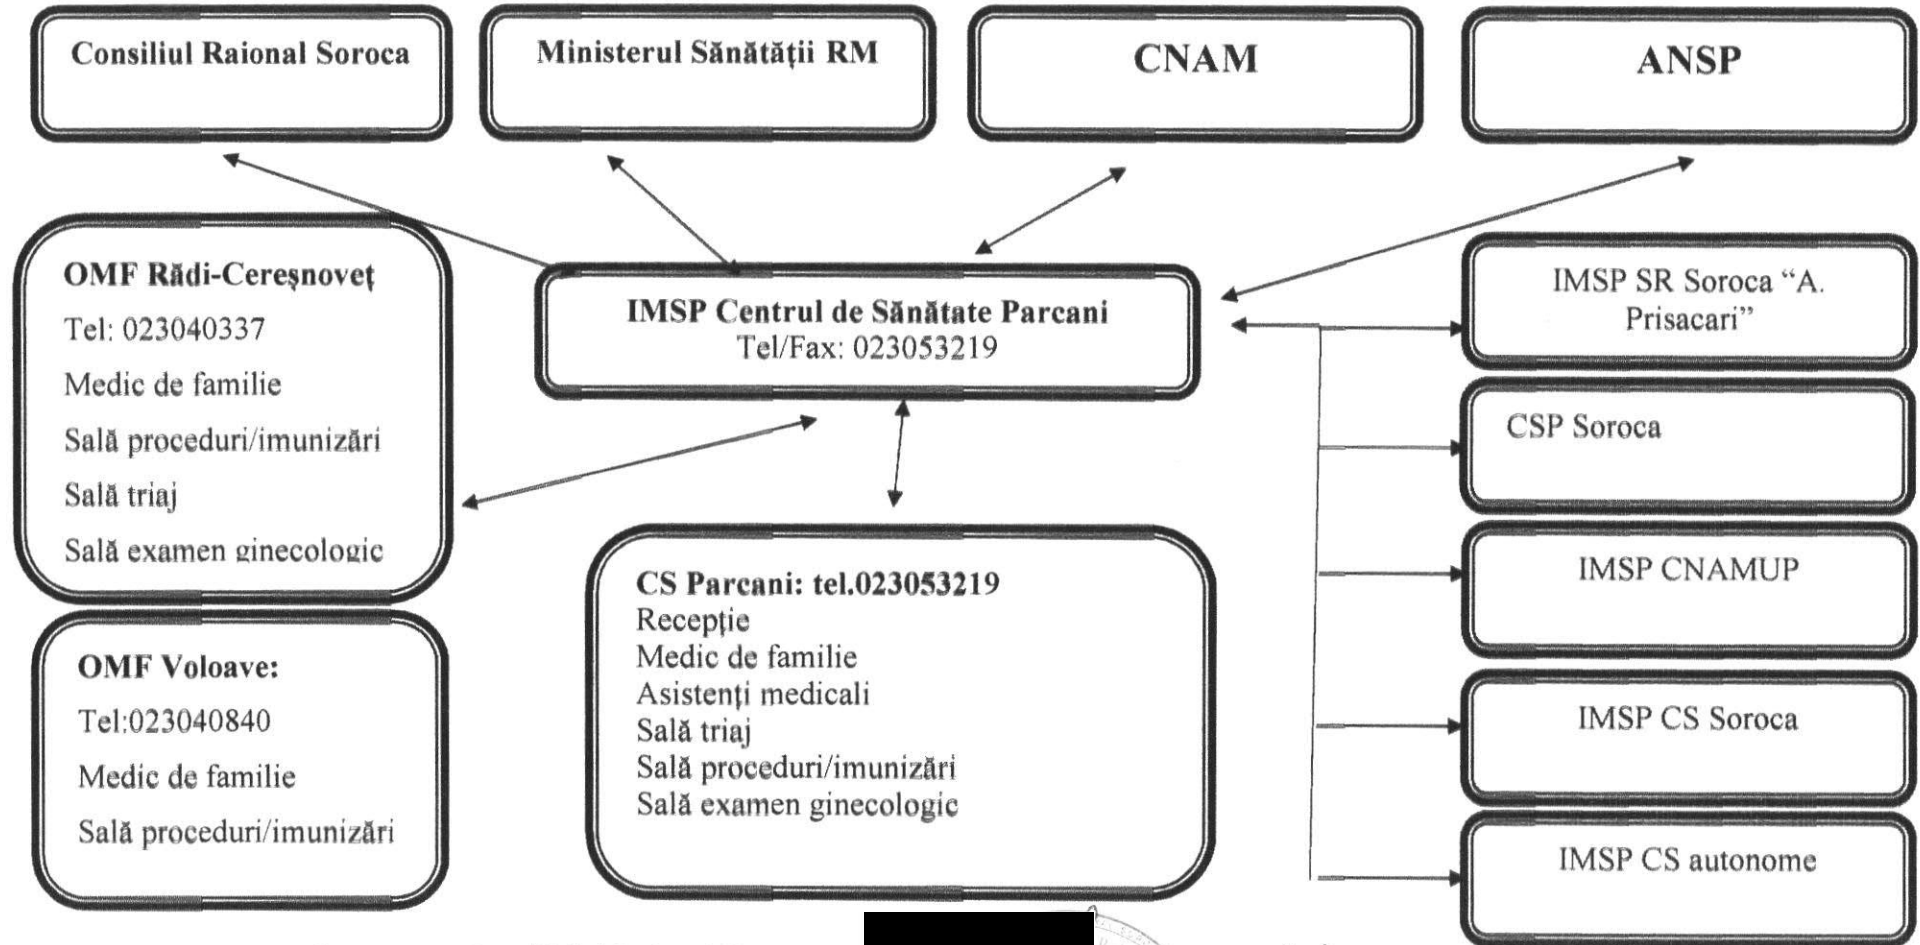 Consiliul Raional Soroca
Ministerul Sănătății RM
CNAM
ANSP
OMF Rădi-Cereșnoveț
Tel: 023040337
Medic de familie
Sală proceduri/imunizări
Sală triaj
Sală examen ginecologic
IMSP Centrul de Sănătate Parcani
Tel/Fax: 023053219
IMSP SR Soroca “A.
Prisacari”
CSP Soroca
IMSP CNAMUP
IMSP CS Soroca
IMSP CS autonome
OMF Voloave:
Tel:023040840
Medic de familie
Sală proceduri/imunizări
CS Parcani: tel.023053219
Recepție
Medic de familie
Asistenți medicali
Sală triaj
Sală proceduri/imunizări
Sală examen ginecologic